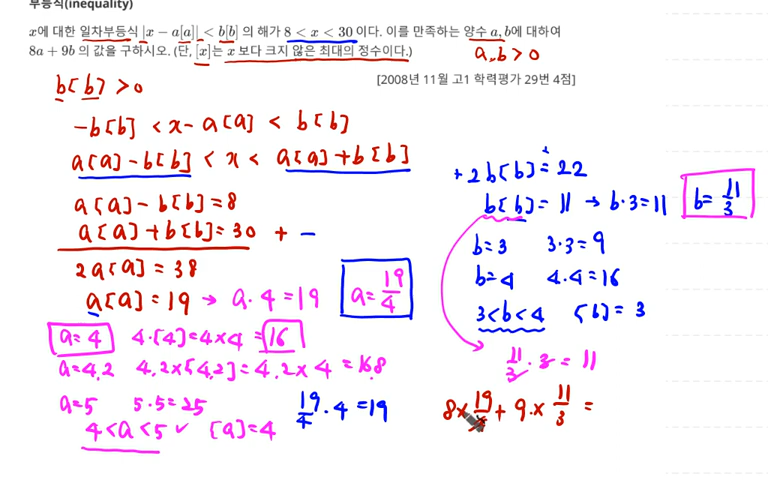 부등식(inequality)
x에 대한 일차부등식 |x − a[a]| < b[b] 의 해가 8 < x < 30 이다. 이를 만족하는 양수 a, b에 대하여
8a + 9b 의 값을 구하시오. (단, [x]는 x 보다 크지 않은 최대의 정수이다.)
a, b > 0
[2008년 11월 고1 학력평가 29번 4점]
b[b] > 0
-b[b] < x - a[a] < b[b]
a[a] - b[b] < x < a[a] + b[b]
a[a] - b[b] = 8
a[a] + b[b] = 30 + -
2a[a] = 38
a[a] = 19 → a·4 = 19
a = 19/4
a = 4 4·[4] = 4×4 = 16
a = 4.2 4.2×[4.2] = 4.2×4 = 16.8
a = 5 5·5 = 25
4 < a < 5 ✓ [a] = 4
19/4 · 4 = 19
+2b[b] = 22
b[b] = 11 → b·3 = 11
b = 11/3
b = 3 3·3 = 9
b = 4 4·4 = 16
3 < b < 4 [b] = 3
11/3 · 3 = 11
8 × 19/4 + 9 · × 11/3 =